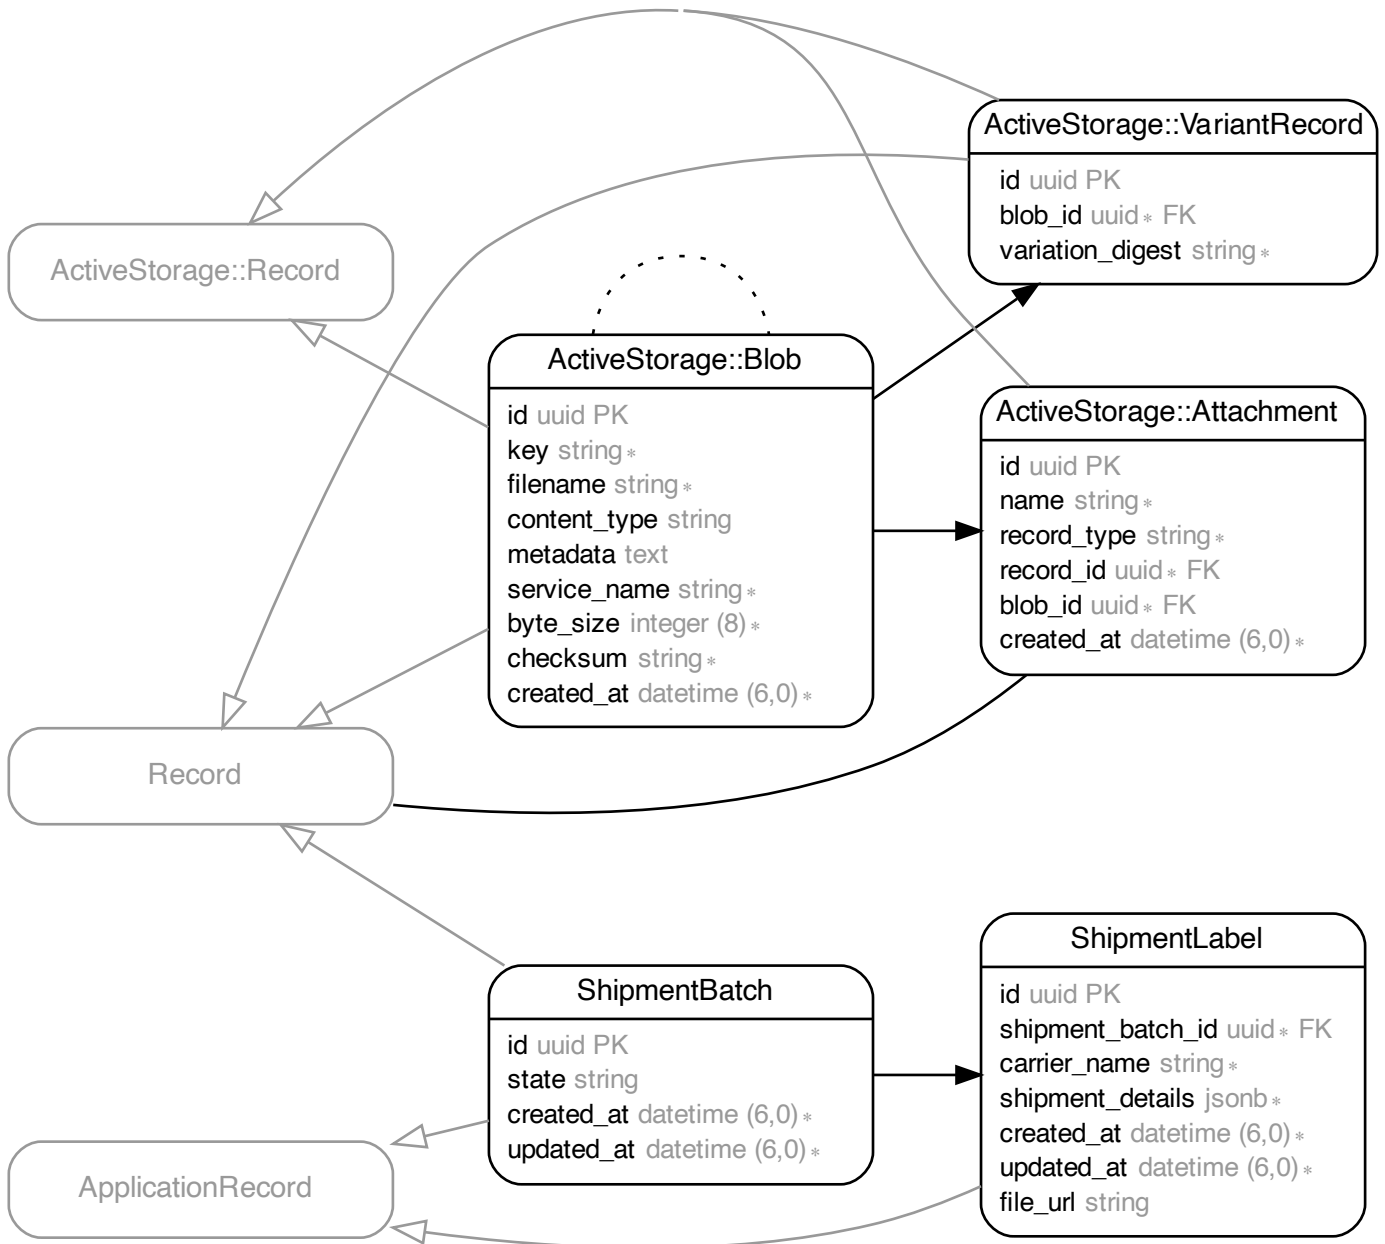 ActiveStorage::VariantRecord
id uuid PK
blob_id uuid∗ FK
variation_digest string∗
ActiveStorage::Record
ActiveStorage::Blob
id uuid PK
key string∗
filename string∗
content_type string
metadata text
service_name string∗
byte_size integer (8)∗
checksum string∗
created_at datetime (6,0)∗
ActiveStorage::Attachment
id uuid PK
name string∗
record_type string∗
record_id uuid∗ FK
blob_id uuid∗ FK
created_at datetime (6,0)∗
Record
ShipmentBatch
id uuid PK
state string
created_at datetime (6,0)∗
updated_at datetime (6,0)∗
ShipmentLabel
id uuid PK
shipment_batch_id uuid∗ FK
carrier_name string∗
shipment_details jsonb∗
created_at datetime (6,0)∗
updated_at datetime (6,0)∗
file_url string
ApplicationRecord